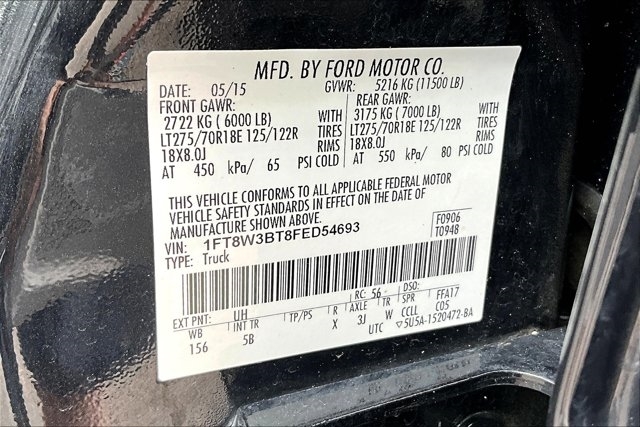 MFD. BY FORD MOTOR CO.
DATE: 05/15 GVWR: 5216 KG (11500 LB)
FRONT GAWR: REAR GAWR:
2722 KG ( 6000 LB) WITH 3175 KG ( 7000 LB) WITH
LT275/70R18E 125/122R TIRES LT275/70R18E 125/122R TIRES
18X8.0J RIMS 18X8.0J RIMS
AT 450 kPa/ 65 PSI COLD AT 550 kPa/ 80 PSI COLD
THIS VEHICLE CONFORMS TO ALL APPLICABLE FEDERAL MOTOR
VEHICLE SAFETY STANDARDS IN EFFECT ON THE DATE OF
MANUFACTURE SHOWN ABOVE.
VIN: 1FT8W3BT8FED54693 F0906
TYPE: Truck T0948
EXT PNT: UH RC: 56 DSO:
WB INT TR TP/PS R AXLE TR SPR FFA17
156 5B X 3J W CCLL C05
UTC ▽5U5A-1520472-BA